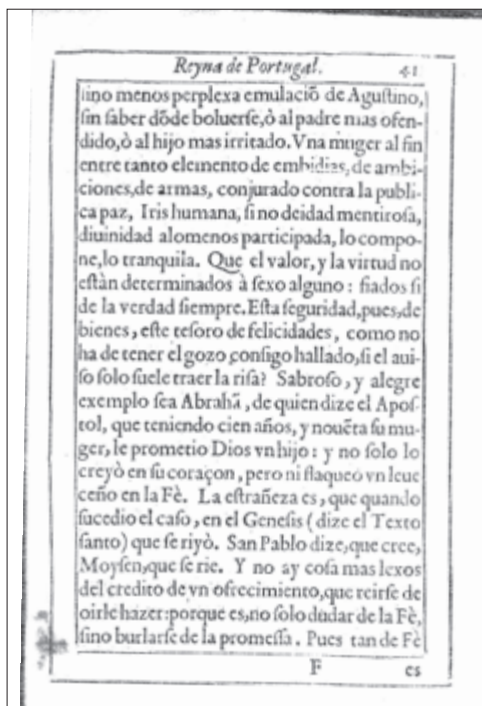 Reyna de Portugal. 41
sino menos perplexa emulaciõ de Agustino,
sin saber dõde boluerse,ò al padre mas ofen-
dido,ò al hijo mas irritado. Vna muger al fin
entre tanto elemento de embidias, de ambi-
ciones,de armas, conjurado contra la publi-
ca paz, Iris humana, si no deidad mentirosa,
diuinidad alomenos participada, lo compo-
ne,lo tranquila. Que el valor, y la virtud no
estàn determinados à sexo alguno: fiados si
de la verdad siempre. Esta seguridad,pues,de
bienes, este tesoro de felicidades, como no
ha de tener el gozo consigo hallado,si el aui-
so solo suele traer la risa? Sabroso, y alegre
exemplo sea Abrahã, de quien dize el Apos-
tol, que teniendo cien años, y nouẽta su mu-
ger, le prometio Dios vn hijo: y no solo lo
creyò en su coraçon, pero ni flaqueò vn leue
ceño en la Fè. La estrañeza es, que quando
sucedio el caso, en el Genesis (dize el Texto
santo) que se riyò. San Pablo dize,que cree,
Moysen,que se rie. Y no ay cosa mas lexos
del credito de vn ofrecimiento,que reirse de
oirle hazer:porque es,no solo dudar de la Fè,
sino burlarse de la promessa. Pues tan de Fè
F es